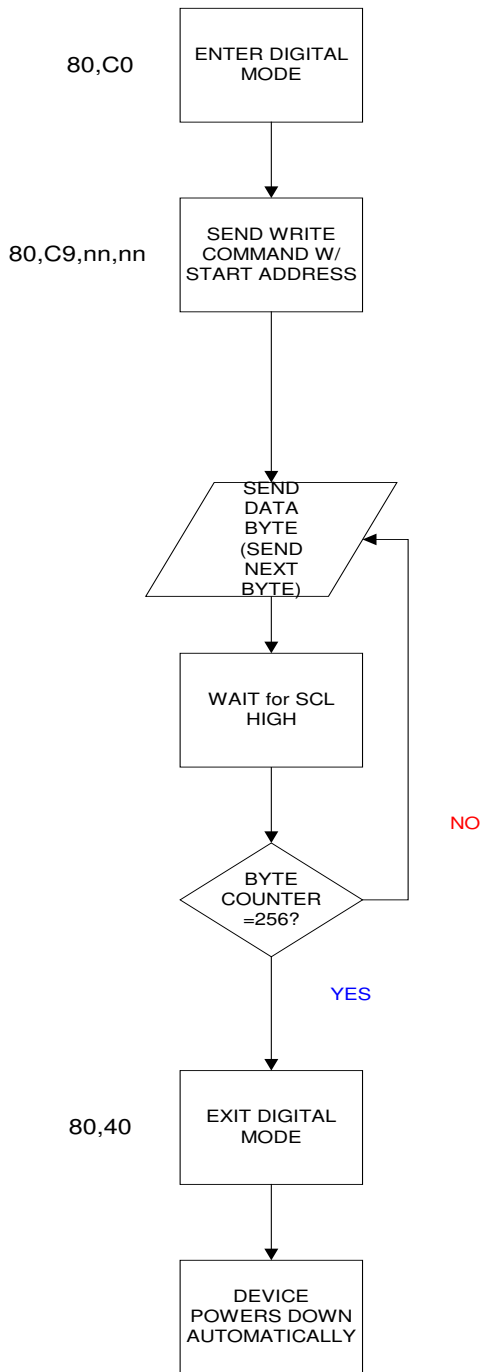 80,C0
ENTER DIGITAL
MODE
80,C9,nn,nn
SEND WRITE
COMMAND W/
START ADDRESS
SEND
DATA
BYTE
(SEND
NEXT
BYTE)
WAIT for SCL
HIGH
NO
BYTE
COUNTER
=256?
YES
80,40
EXIT DIGITAL
MODE
DEVICE
POWERS DOWN
AUTOMATICALLY